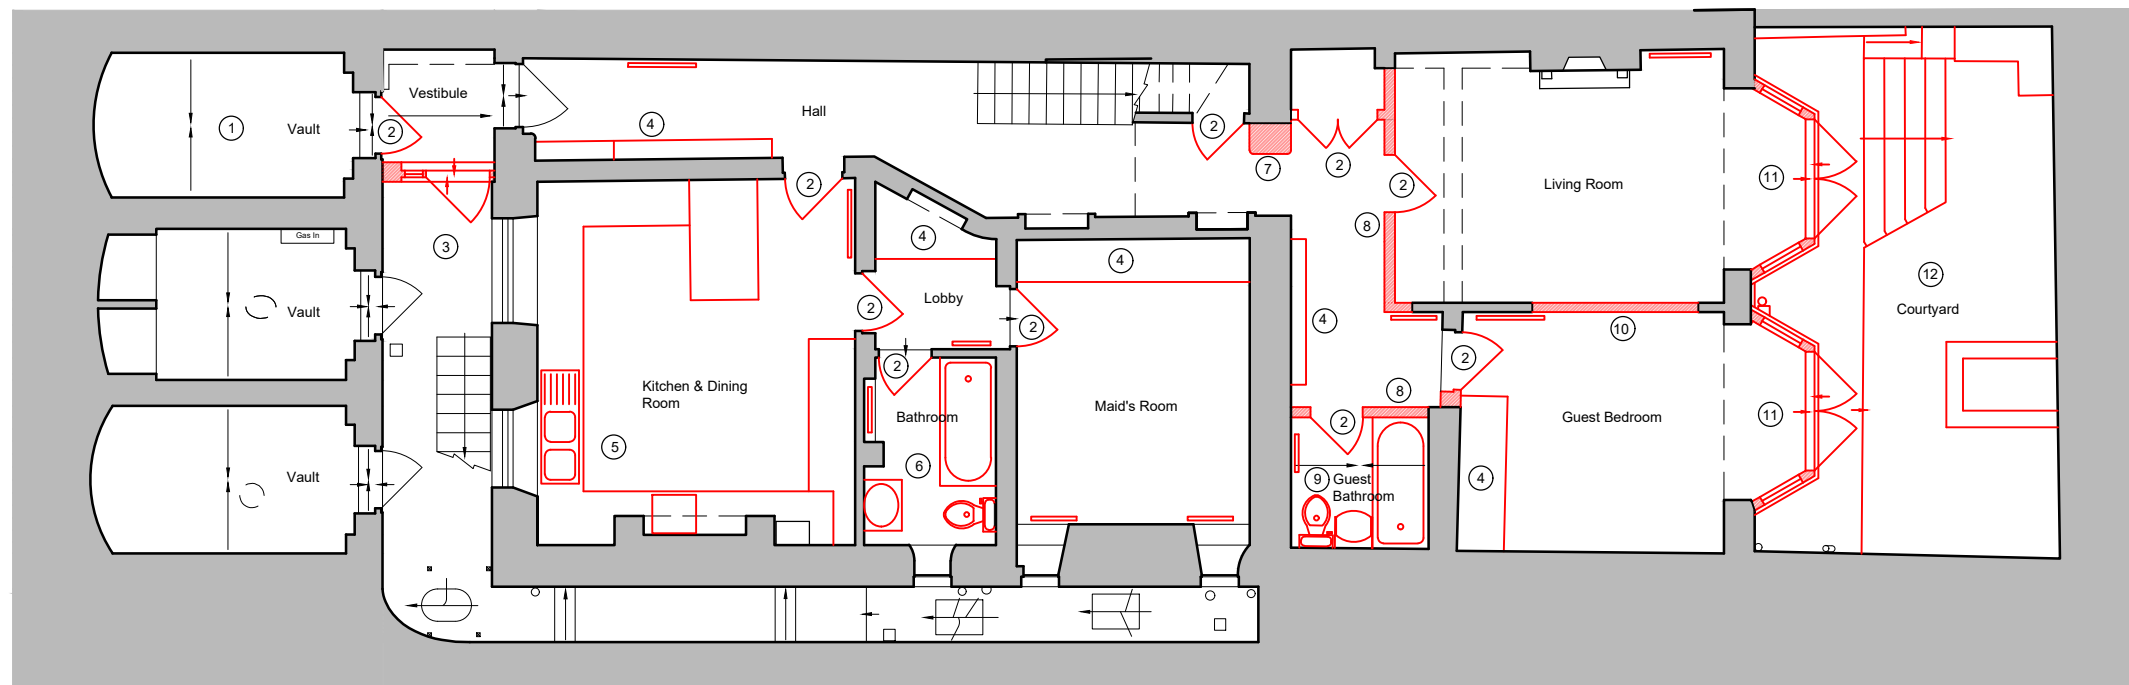 Vestibule
1
Vault
2
4
Hall
2
7
2
2
Living Room
11
2
8
3
Gas In
Vault
4
4
Lobby
2
2
4
10
12
Courtyard
Kitchen & Dining
Room
2
Bathroom
Maid's Room
2
8
2
Guest Bedroom
11
5
6
Vault
9
Guest
Bathroom
4